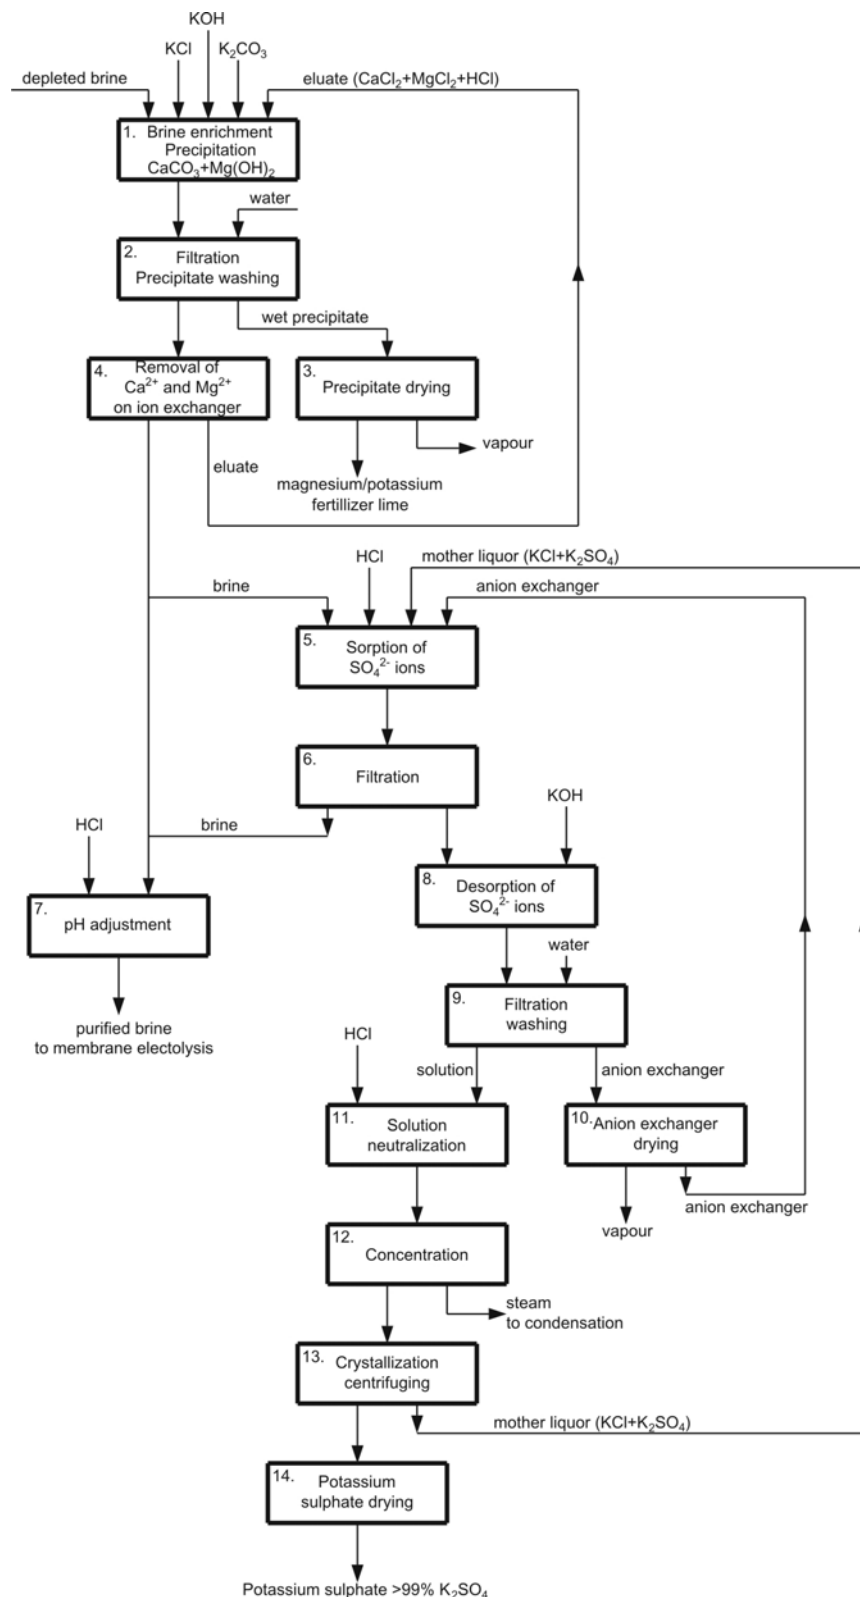 KOH
KCl
K₂CO₃
depleted brine
eluate (CaCl₂+MgCl₂+HCl)
1. Brine enrichment
Precipitation
CaCO₃+Mg(OH)₂
water
2.
Filtration
Precipitate washing
wet precipitate
4.
Removal of
Ca²⁺ and Mg²⁺
on ion exchanger
3.
Precipitate drying
vapour
eluate
magnesium/potassium
fertillizer lime
HCl
mother liquor (KCl+K₂SO₄)
brine
anion exchanger
5.
Sorption of
SO₄²⁻ ions
6.
Filtration
KOH
HCl
brine
8.
Desorption of
SO₄²⁻ ions
7.
pH adjustment
water
9.
Filtration
washing
purified brine
to membrane electolysis
HCl
solution
anion exchanger
11.
Solution
neutralization
10. Anion exchanger
drying
anion exchanger
vapour
12.
Concentration
steam
to condensation
13.
Crystallization
centrifuging
mother liquor (KCl+K₂SO₄)
14.
Potassium
sulphate drying
Potassium sulphate >99% K₂SO₄